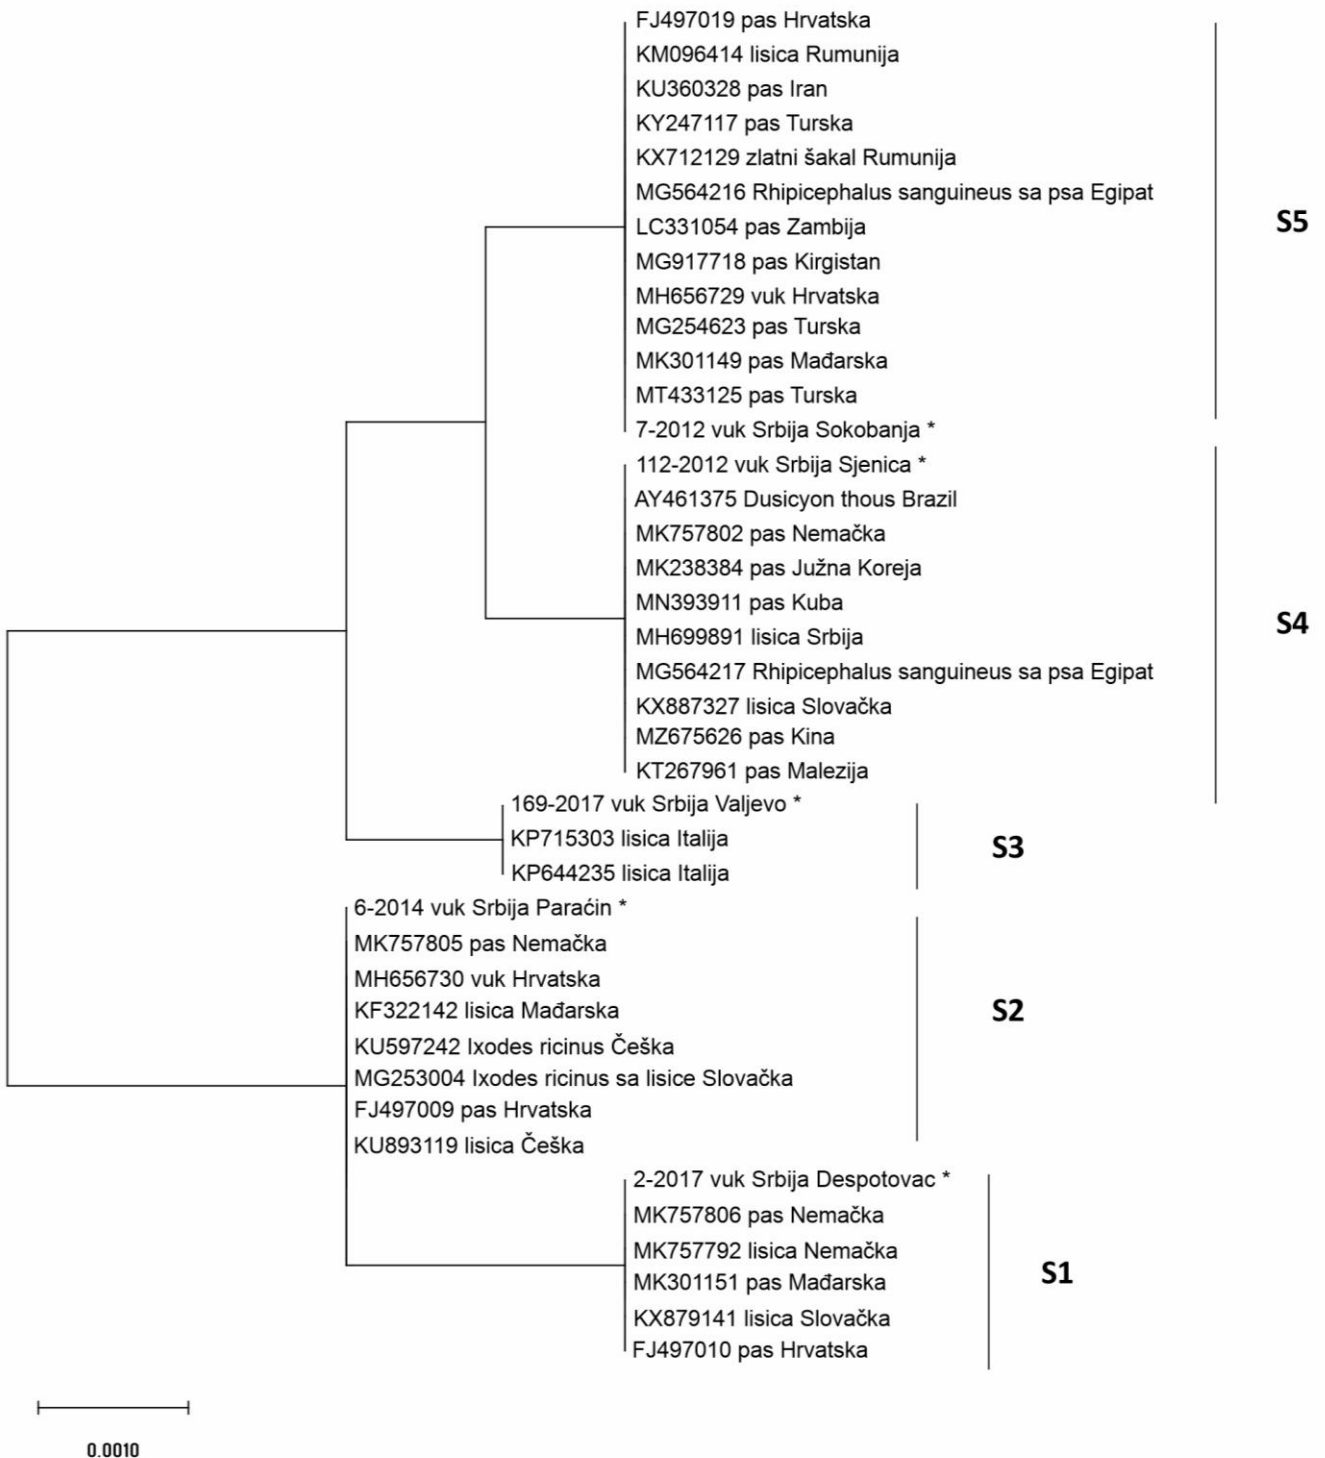 FJ497019 pas Hrvatska
KM096414 lisica Rumunija
KU360328 pas Iran
KY247117 pas Turska
KX712129 zlatni šakal Rumunija
MG564216 Rhipicephalus sanguineus sa psa Egipat
LC331054 pas Zambija
S5
MG917718 pas Kirgistan
MH656729 vuk Hrvatska
MG254623 pas Turska
MK301149 pas Mađarska
MT433125 pas Turska
7-2012 vuk Srbija Sokobanja *
112-2012 vuk Srbija Sjenica *
AY461375 Dusicyon thous Brazil
MK757802 pas Nemačka
MK238384 pas Južna Koreja
MN393911 pas Kuba
S4
MH699891 lisica Srbija
MG564217 Rhipicephalus sanguineus sa psa Egipat
KX887327 lisica Slovačka
MZ675626 pas Kina
KT267961 pas Malezija
169-2017 vuk Srbija Valjevo *
KP715303 lisica Italija
S3
KP644235 lisica Italija
6-2014 vuk Srbija Paraćin *
MK757805 pas Nemačka
MH656730 vuk Hrvatska
KF322142 lisica Mađarska
S2
KU597242 Ixodes ricinus Češka
MG253004 Ixodes ricinus sa lisice Slovačka
FJ497009 pas Hrvatska
KU893119 lisica Češka
2-2017 vuk Srbija Despotovac *
MK757806 pas Nemačka
MK757792 lisica Nemačka
S1
MK301151 pas Mađarska
KX879141 lisica Slovačka
FJ497010 pas Hrvatska
0.0010